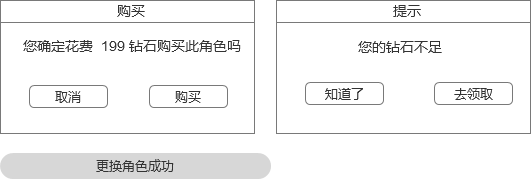 购买
您确定花费 199 钻石购买此角色吗
取消
购买
提示
您的钻石不足
知道了
去领取
更换角色成功